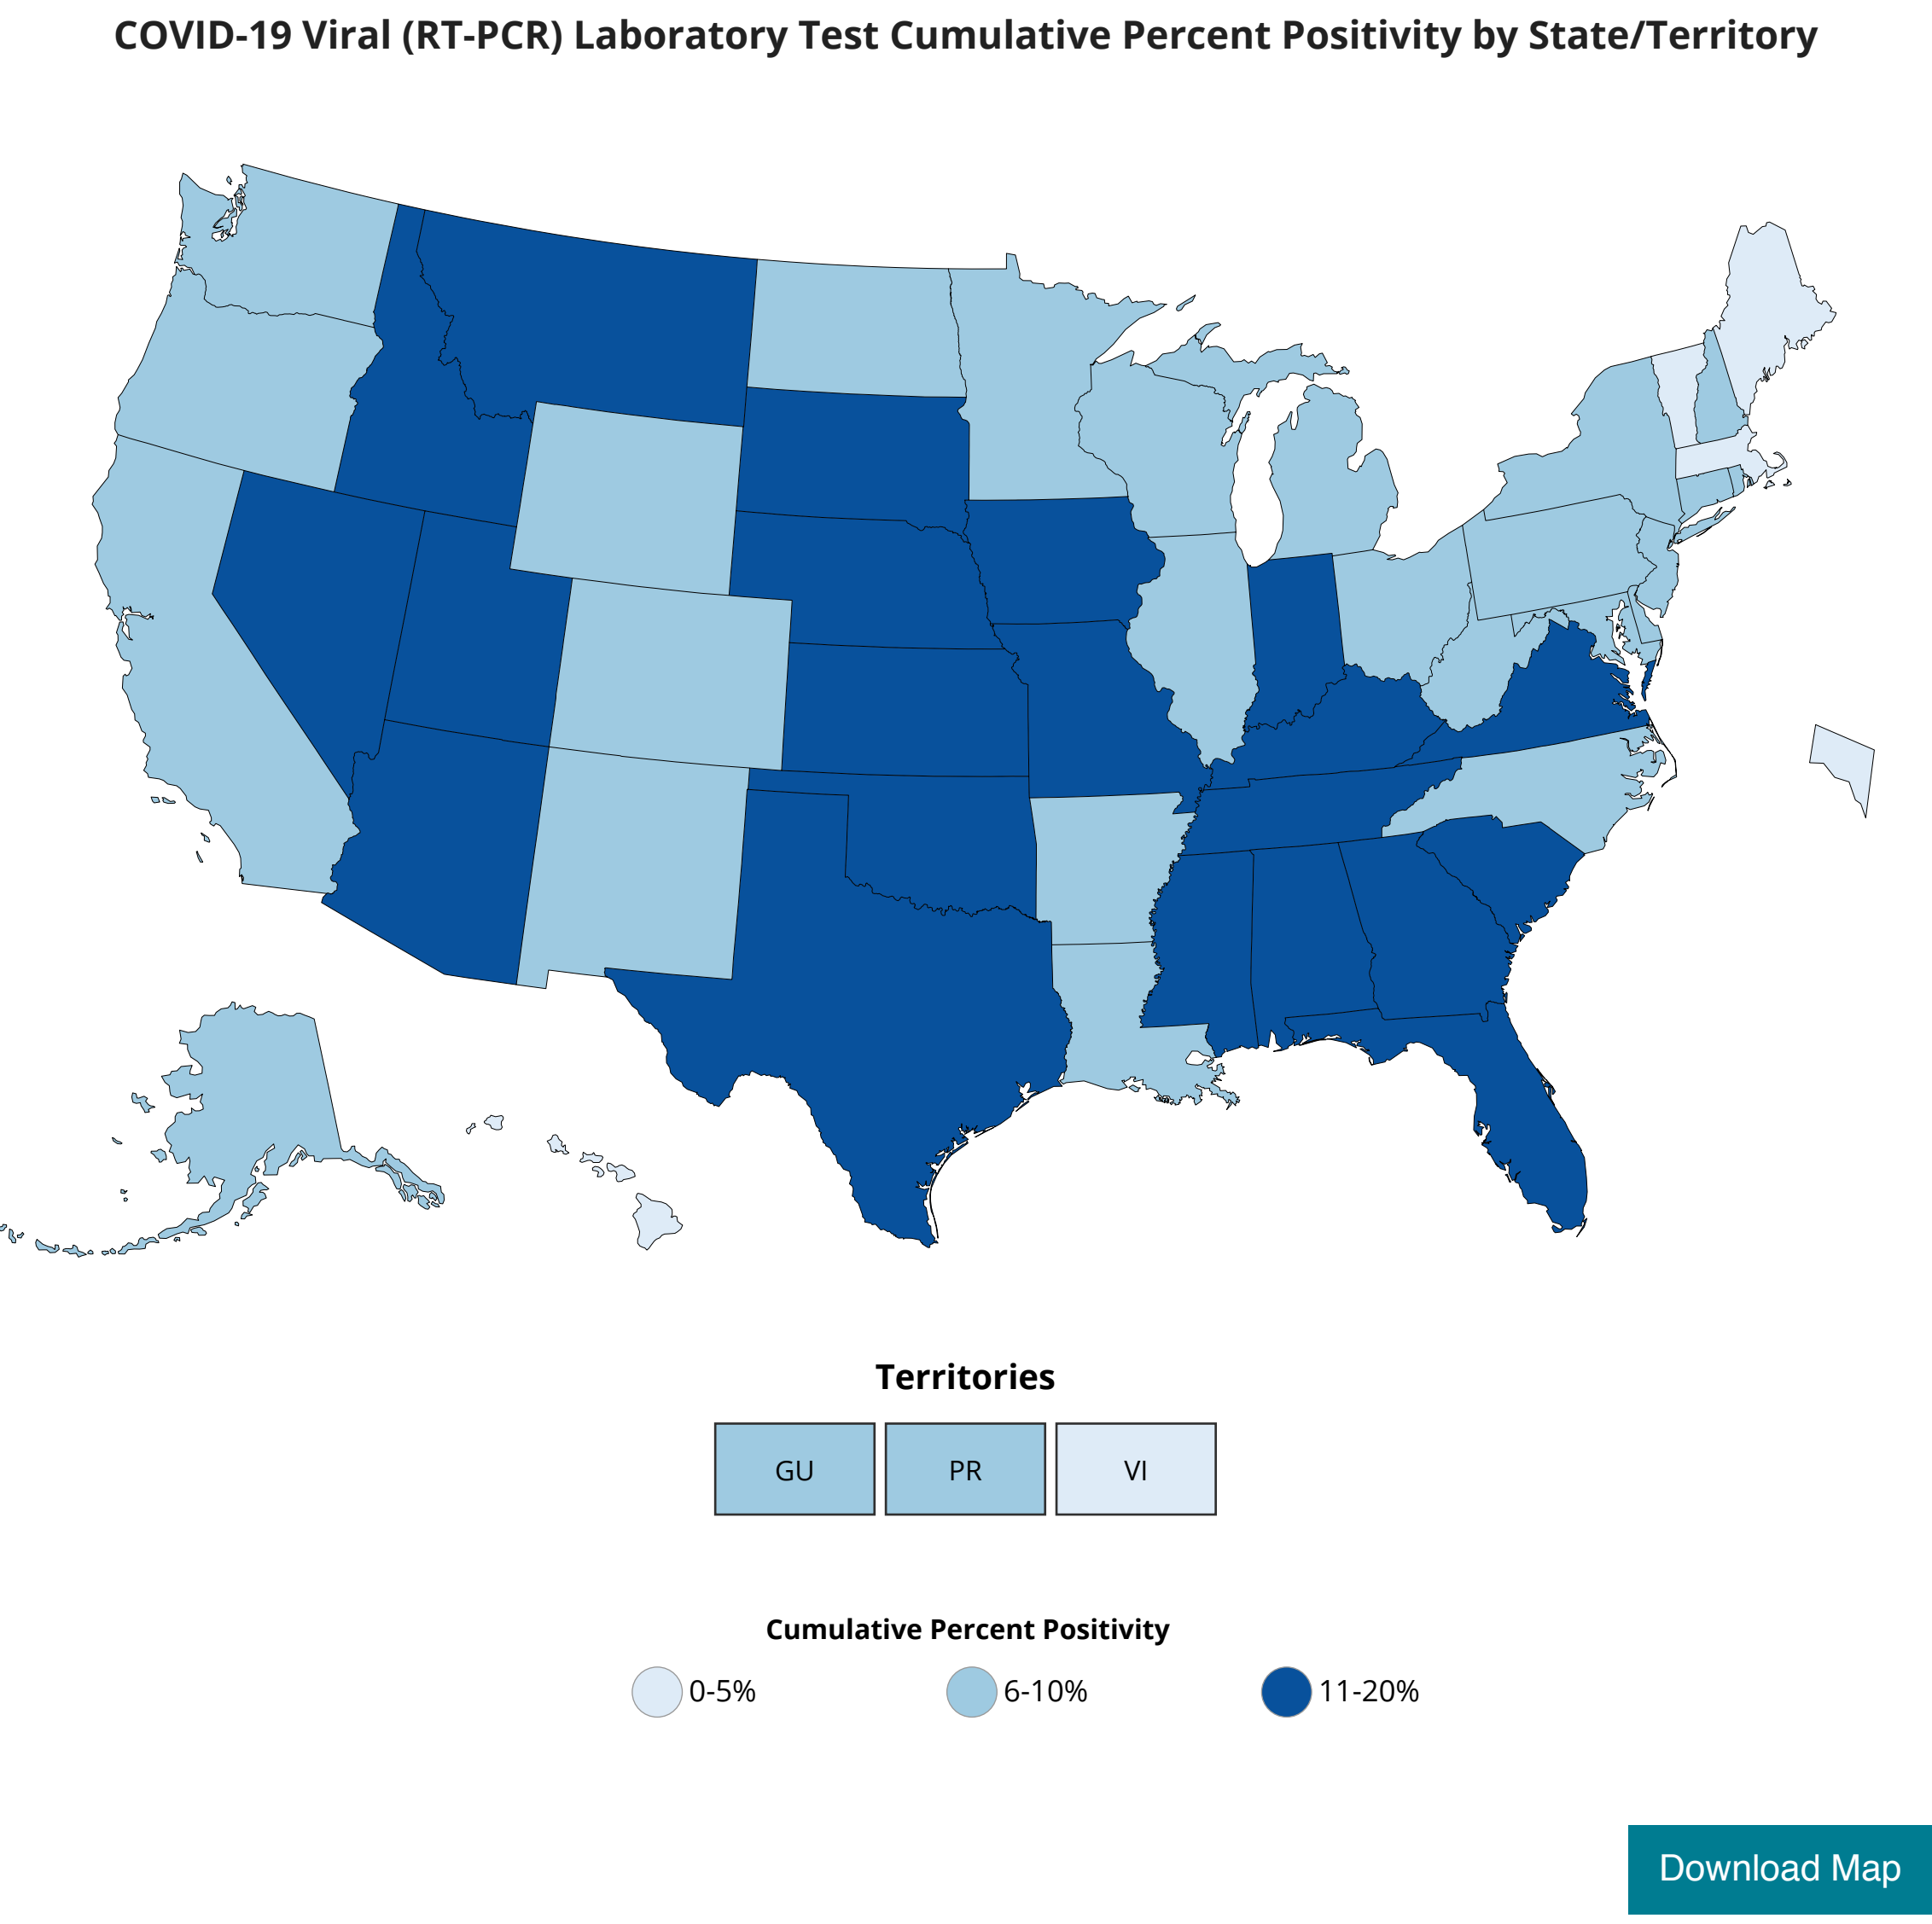 COVID-19 Viral (RT-PCR) Laboratory Test Cumulative Percent Positivity by State/Territory
Territories
GU PR VI
Cumulative Percent Positivity
0-5% 6-10% 11-20%
Download Map